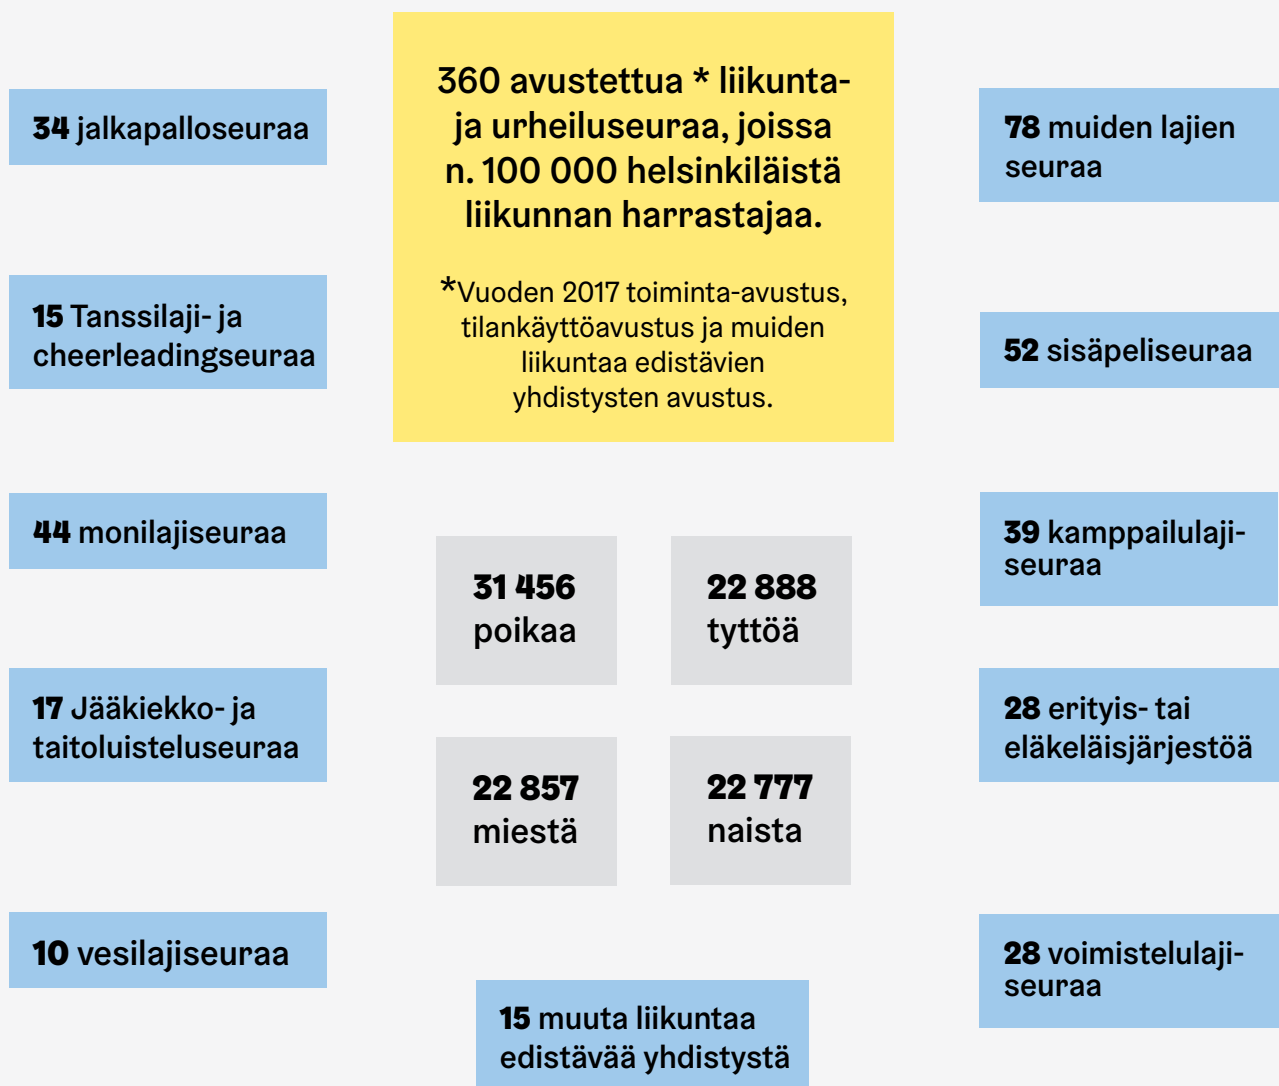 360 avustettua * liikunta-
ja urheiluseuraa, joissa
n. 100 000 helsinkiläistä
liikunnan harrastajaa.
*Vuoden 2017 toiminta-avustus,
tilankäyttöavustus ja muiden
liikuntaa edistävien
yhdistysten avustus.
34 jalkapalloseuraa
15 Tanssilaji- ja
cheerleadingseuraa
44 monilajiseuraa
17 Jääkiekko- ja
taitoluisteluseuraa
10 vesilajiseuraa
31 456
poikaa
22 888
tyttöä
22 857
miestä
22 777
naista
15 muuta liikuntaa
edistävää yhdistystä
78 muiden lajien
seuraa
52 sisäpeliseuraa
39 kamppailulaji-
seuraa
28 erityis- tai
eläkeläisjärjestöä
28 voimistelulaji-
seuraa